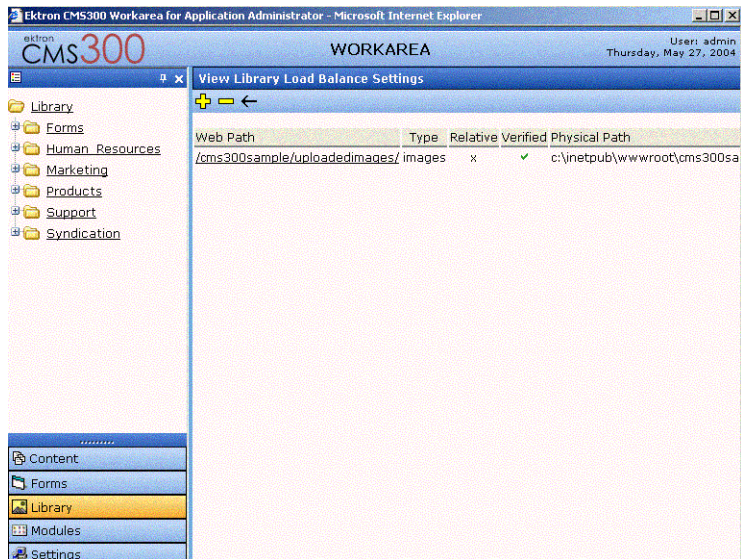 Ektron CMS300 Workarea for Application Administrator - Microsoft Internet Explorer
ektron
CMS300
WORKAREA
User: admin
Thursday, May 27, 2004
View Library Load Balance Settings
Library
Forms
Human Resources
Marketing
Products
Support
Syndication
Web Path Type Relative Verified Physical Path
/cms300sample/uploadedimages/ images x c:\inetpub\wwwroot\cms300sa
Content
Forms
Library
Modules
Settings